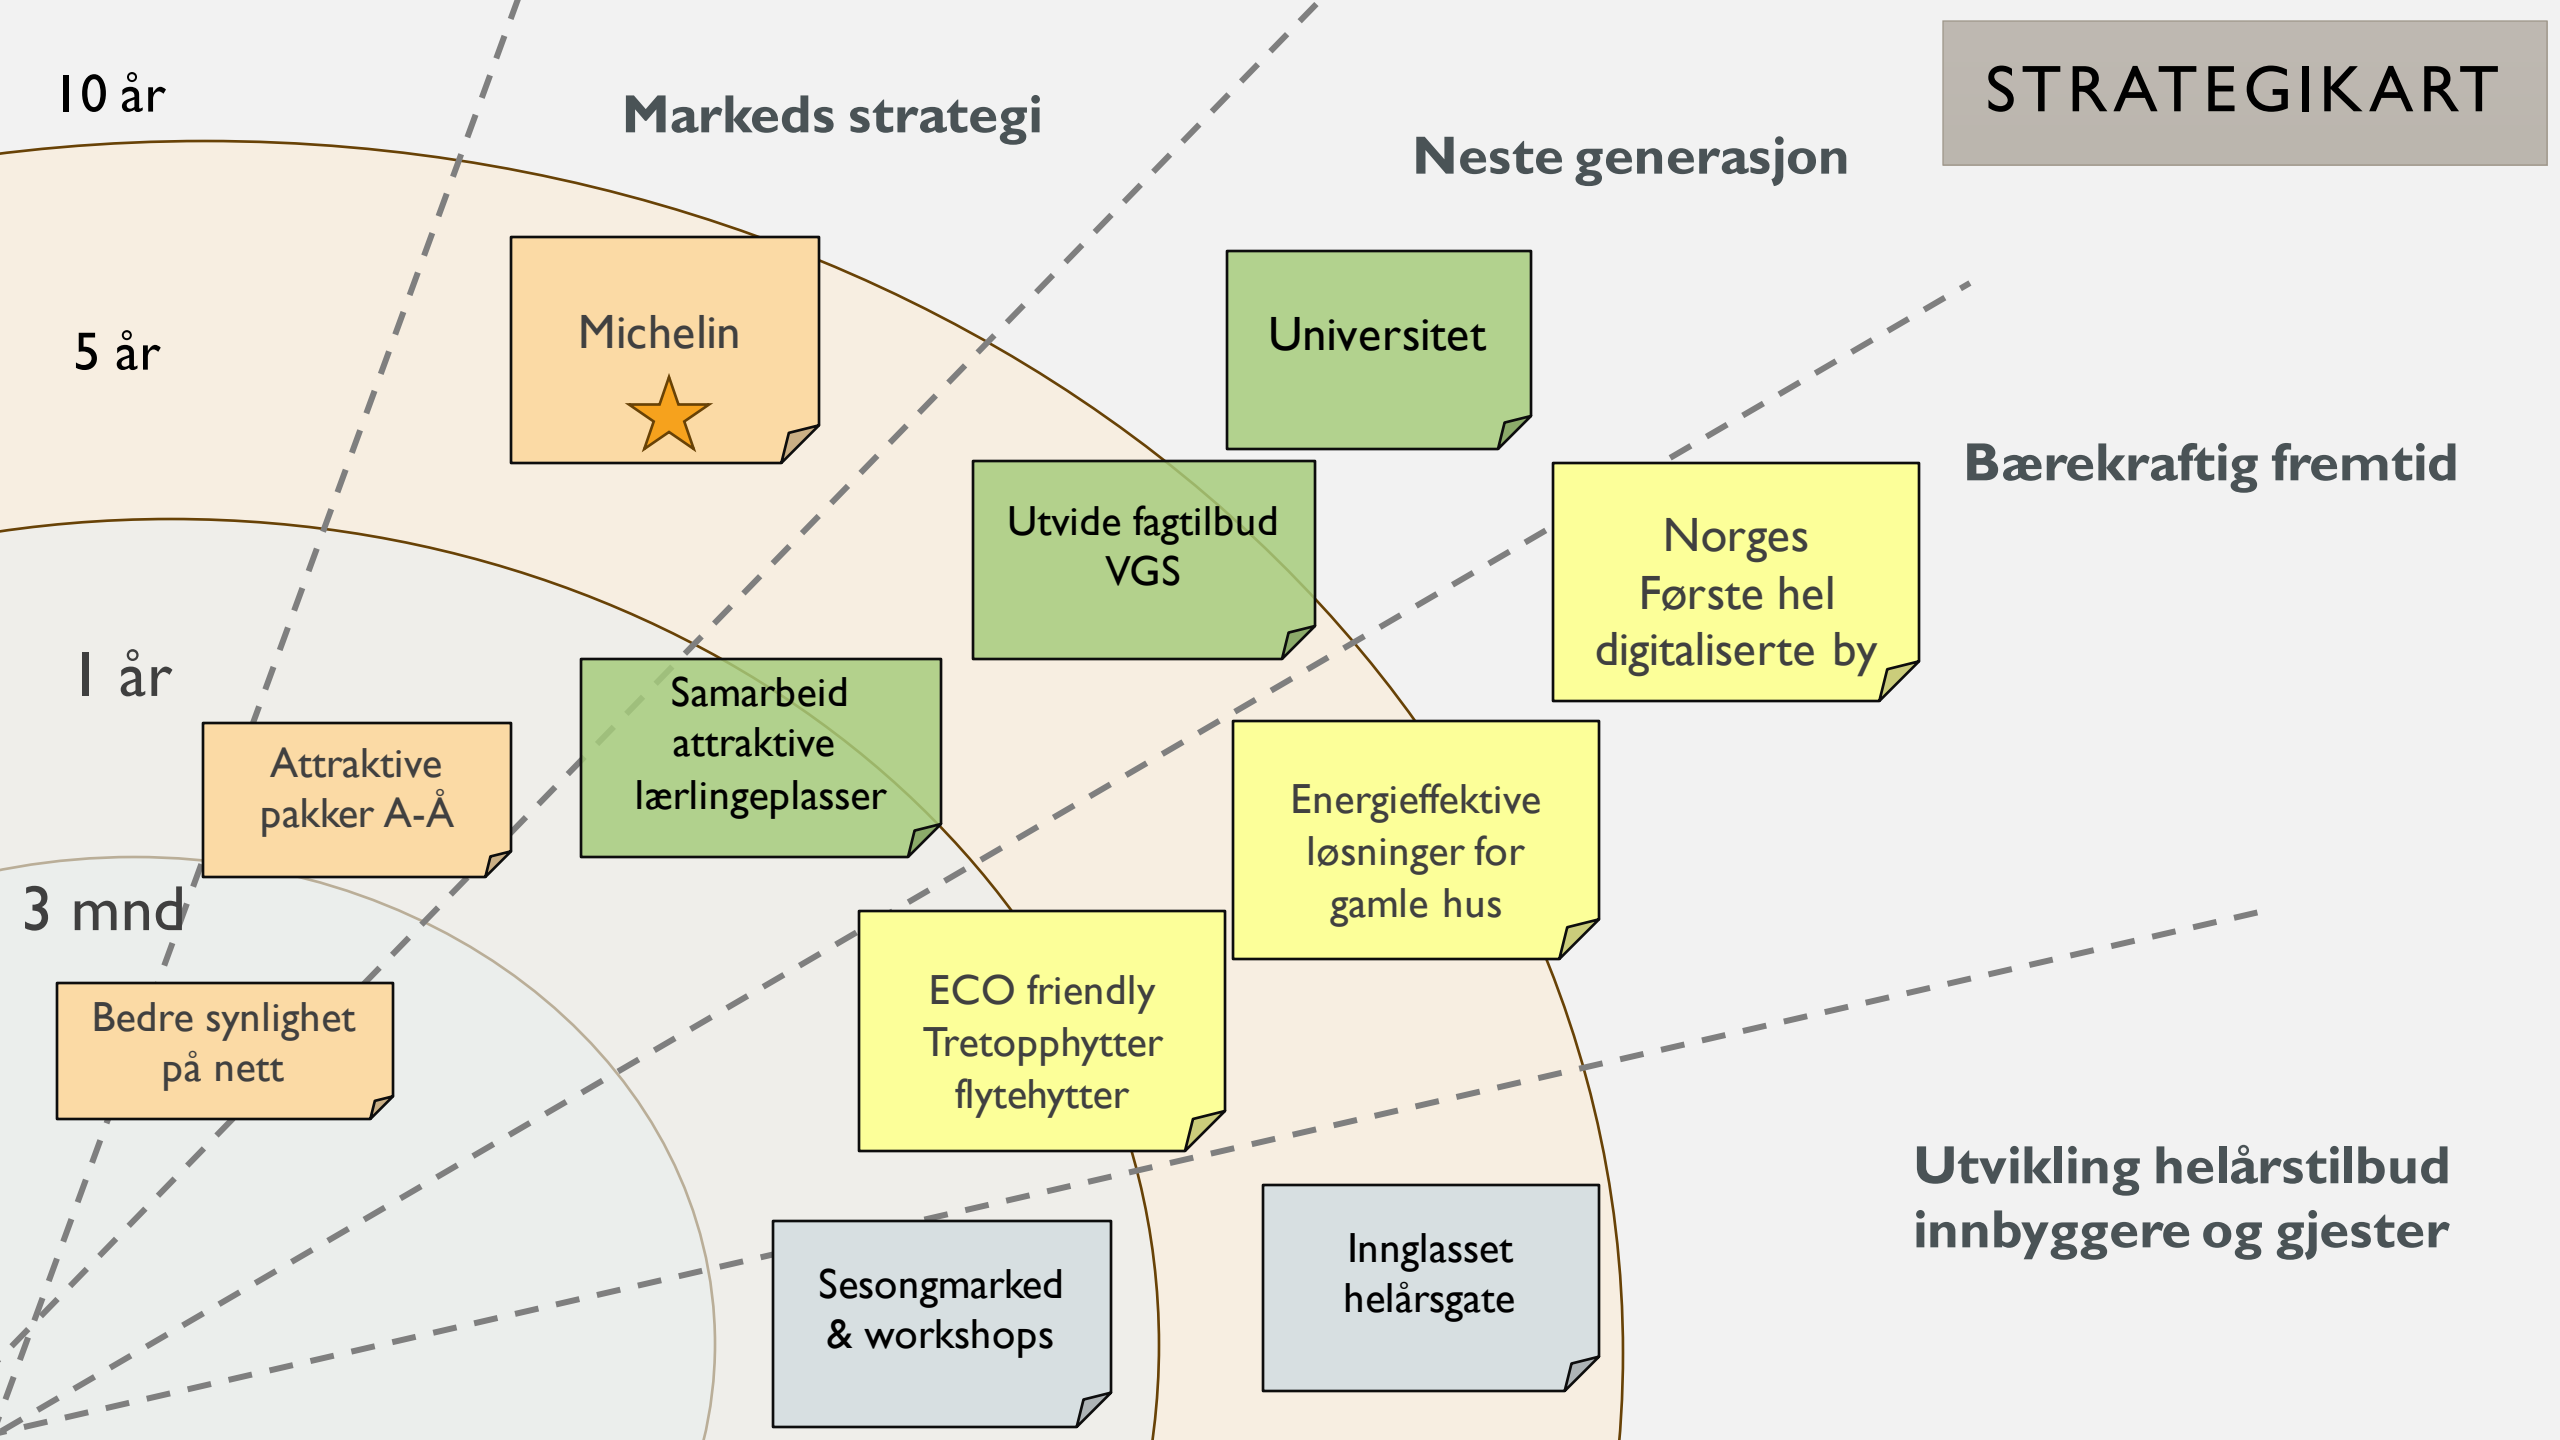 STRATEGIKART
10 år
Markeds strategi
Neste generasjon
5 år
Michelin
Universitet
Bærekraftig fremtid
Utvide fagtilbud
VGS
Norges
Første hel
digitaliserte by
1 år
Samarbeid
attraktive
lærlingeplasser
Attraktive
pakker A-Å
Energieffektive
løsninger for
gamle hus
3 mnd
ECO friendly
Tretopphytter
flytehytter
Bedre synlighet
på nett
Utvikling helårstilbud
innbyggere og gjester
Innglasset
helårsgate
Sesongmarked
& workshops